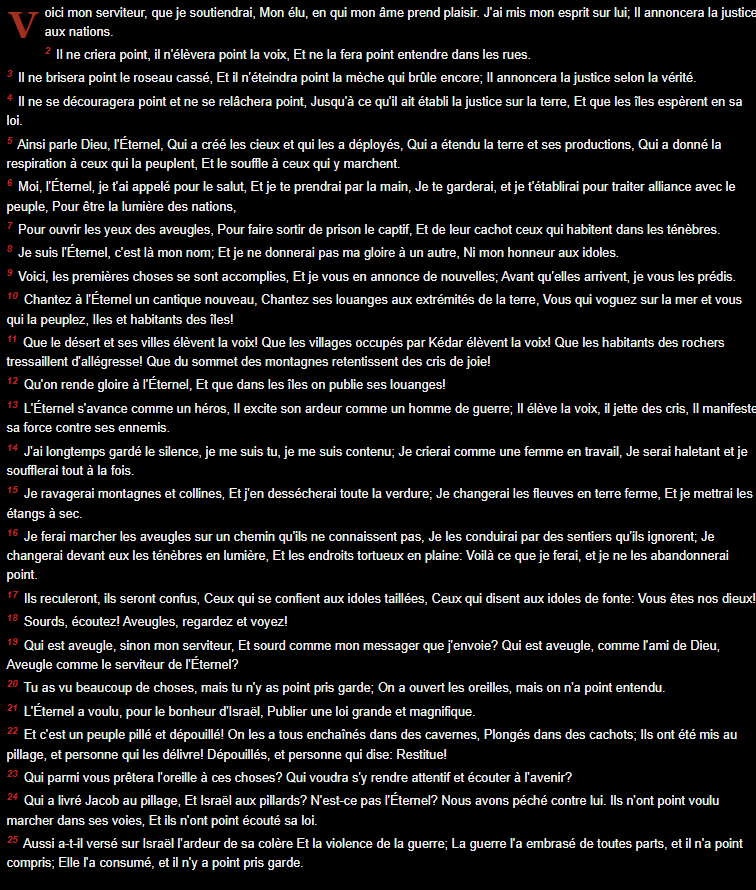 Voici mon serviteur, que je soutiendrai, Mon élu, en qui mon âme prend plaisir. J'ai mis mon esprit sur lui; Il annoncera la justice
aux nations.
2 Il ne criera point, il n'élèvera point la voix, Et ne la fera point entendre dans les rues.
3 Il ne brisera point le roseau cassé, Et il n'éteindra point la mèche qui brûle encore; Il annoncera la justice selon la vérité.
4 Il ne se découragera point et ne se relâchera point, Jusqu'à ce qu'il ait établi la justice sur la terre, Et que les îles espèrent en sa
loi.
5 Ainsi parle Dieu, l'Éternel, Qui a créé les cieux et qui les a déployés, Qui a étendu la terre et ses productions, Qui a donné la
respiration à ceux qui la peuplent, Et le souffle à ceux qui y marchent.
6 Moi, l'Éternel, je t'ai appelé pour le salut, Et je te prendrai par la main, Je te garderai, et je t'établirai pour traiter alliance avec le
peuple, Pour être la lumière des nations,
7 Pour ouvrir les yeux des aveugles, Pour faire sortir de prison le captif, Et de leur cachot ceux qui habitent dans les ténèbres.
8 Je suis l'Éternel, c'est là mon nom; Et je ne donnerai pas ma gloire à un autre, Ni mon honneur aux idoles.
9 Voici, les premières choses se sont accomplies, Et je vous en annonce de nouvelles; Avant qu'elles arrivent, je vous les prédis.
10 Chantez à l'Éternel un cantique nouveau, Chantez ses louanges aux extrémités de la terre, Vous qui voguez sur la mer et vous
qui la peuplez, Iles et habitants des îles!
11 Que le désert et ses villes élèvent la voix! Que les villages occupés par Kédar élèvent la voix! Que les habitants des rochers
tressaillent d'allégresse! Que du sommet des montagnes retentissent des cris de joie!
12 Qu'on rende gloire à l'Éternel, Et que dans les îles on publie ses louanges!
13 L'Éternel s'avance comme un héros, Il excite son ardeur comme un homme de guerre; Il élève la voix, il jette des cris, Il manifeste
sa force contre ses ennemis.
14 J'ai longtemps gardé le silence, je me suis tu, je me suis contenu; Je crierai comme une femme en travail, Je serai haletant et je
soufflerai tout à la fois.
15 Je ravagerai montagnes et collines, Et j'en dessécherai toute la verdure; Je changerai les fleuves en terre ferme, Et je mettrai les
étangs à sec.
16 Je ferai marcher les aveugles sur un chemin qu'ils ne connaissent pas, Je les conduirai par des sentiers qu'ils ignorent; Je
changerai devant eux les ténèbres en lumière, Et les endroits tortueux en plaine: Voilà ce que je ferai, et je ne les abandonnerai
point.
17 Ils reculeront, ils seront confus, Ceux qui se confient aux idoles taillées, Ceux qui disent aux idoles de fonte: Vous êtes nos dieux!
18 Sourds, écoutez! Aveugles, regardez et voyez!
19 Qui est aveugle, sinon mon serviteur, Et sourd comme mon messager que j'envoie? Qui est aveugle, comme l'ami de Dieu,
Aveugle comme le serviteur de l'Éternel?
20 Tu as vu beaucoup de choses, mais tu n'y as point pris garde; On a ouvert les oreilles, mais on n'a point entendu.
21 L'Éternel a voulu, pour le bonheur d'Israël, Publier une loi grande et magnifique.
22 Et c'est un peuple pillé et dépouillé! On les a tous enchaînés dans des cavernes, Plongés dans des cachots; Ils ont été mis au
pillage, et personne qui les délivre! Dépouillés, et personne qui dise: Restitue!
23 Qui parmi vous prêtera l'oreille à ces choses? Qui voudra s'y rendre attentif et écouter à l'avenir?
24 Qui a livré Jacob au pillage, Et Israël aux pillards? N'est-ce pas l'Éternel? Nous avons péché contre lui. Ils n'ont point voulu
marcher dans ses voies, Et ils n'ont point écouté sa loi.
25 Aussi a-t-il versé sur Israël l'ardeur de sa colère Et la violence de la guerre; La guerre l'a embrasé de toutes parts, et il n'a point
compris; Elle l'a consumé, et il n'y a point pris garde.